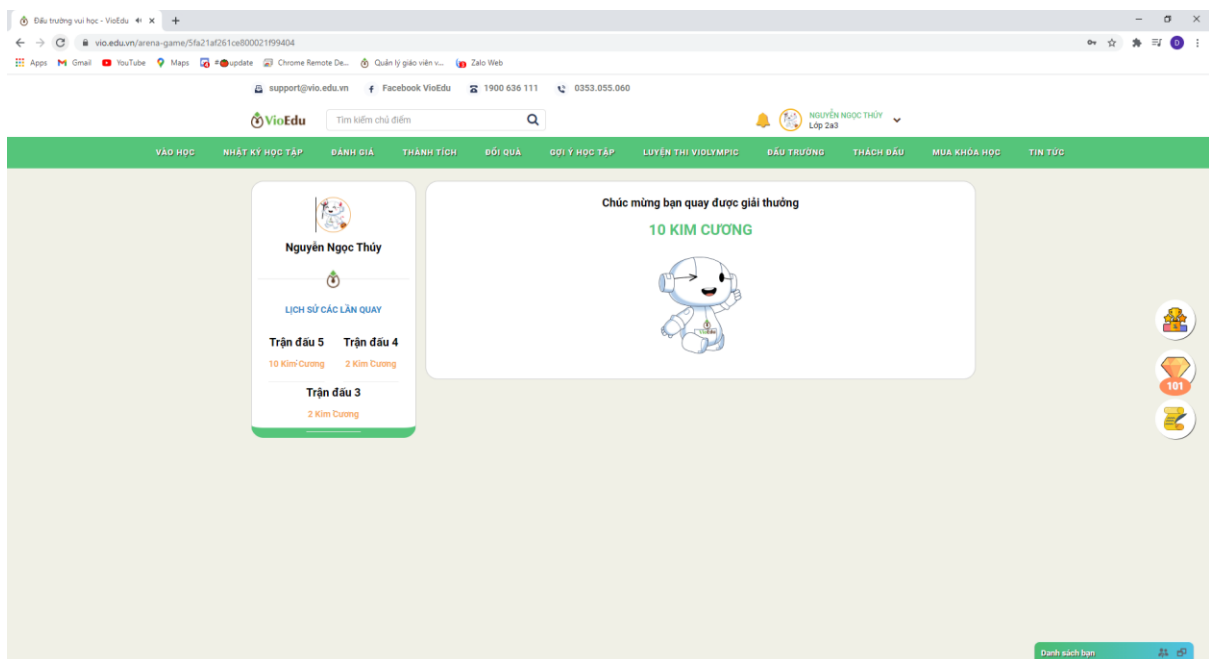 Đấu trường vui học - VioEdu
vio.edu.vn/arena-game/5fa21af261ce800021f99404
Apps Gmail YouTube Maps update Chrome Remote De... Quản lý giáo viên v... Zalo Web
support@vio.edu.vn Facebook VioEdu 1900 636 111 0353.055.060
VioEdu Tìm kiếm chủ điểm NGUYỄN NGỌC THÚY
Lớp 2a3
VÀO HỌC NHẬT KÝ HỌC TẬP ĐÁNH GIÁ THÀNH TÍCH ĐỔI QUÀ GỢI Ý HỌC TẬP LUYỆN THI VIOLYMPIC ĐẤU TRƯỜNG THÁCH ĐẤU MUA KHÓA HỌC TIN TỨC
Nguyễn Ngọc Thúy
LỊCH SỬ CÁC LẦN QUAY
Trận đấu 5 Trận đấu 4
10 Kim Cương 2 Kim Cương
Trận đấu 3
2 Kim Cương
Chúc mừng bạn quay được giải thưởng
10 KIM CƯƠNG
VioEdu
101
Danh sách bạn